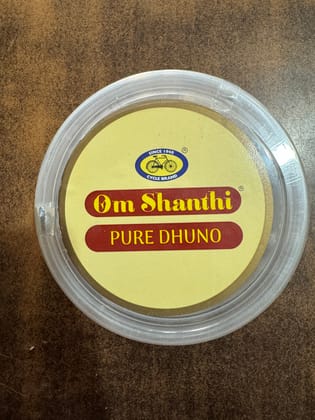 SINCE 1948
®
CYCLE BRAND
Om Shanthi®
PURE DHUNO